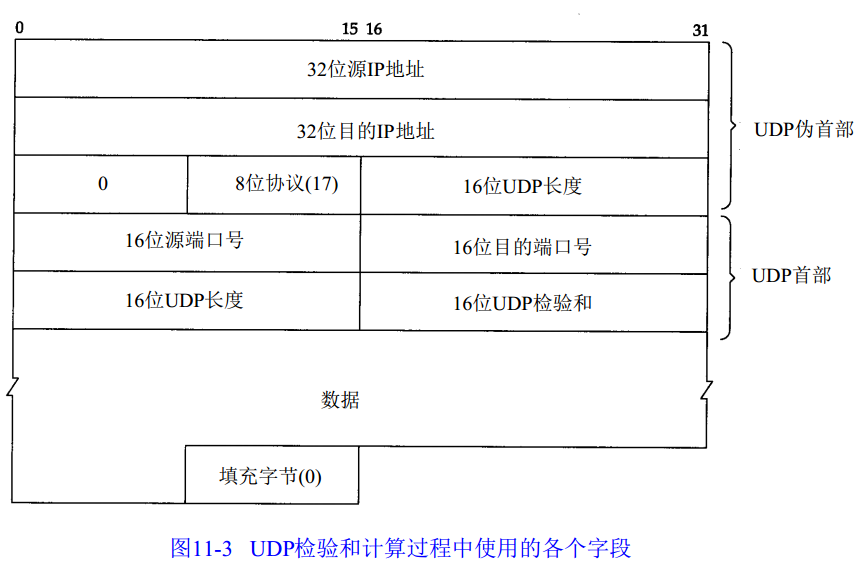 0 15 16 31
32位源IP地址
32位目的IP地址
UDP伪首部
0 8位协议(17) 16位UDP长度
16位源端口号 16位目的端口号
UDP首部
16位UDP长度 16位UDP检验和
数据
填充字节(0)
图11-3 UDP检验和计算过程中使用的各个字段